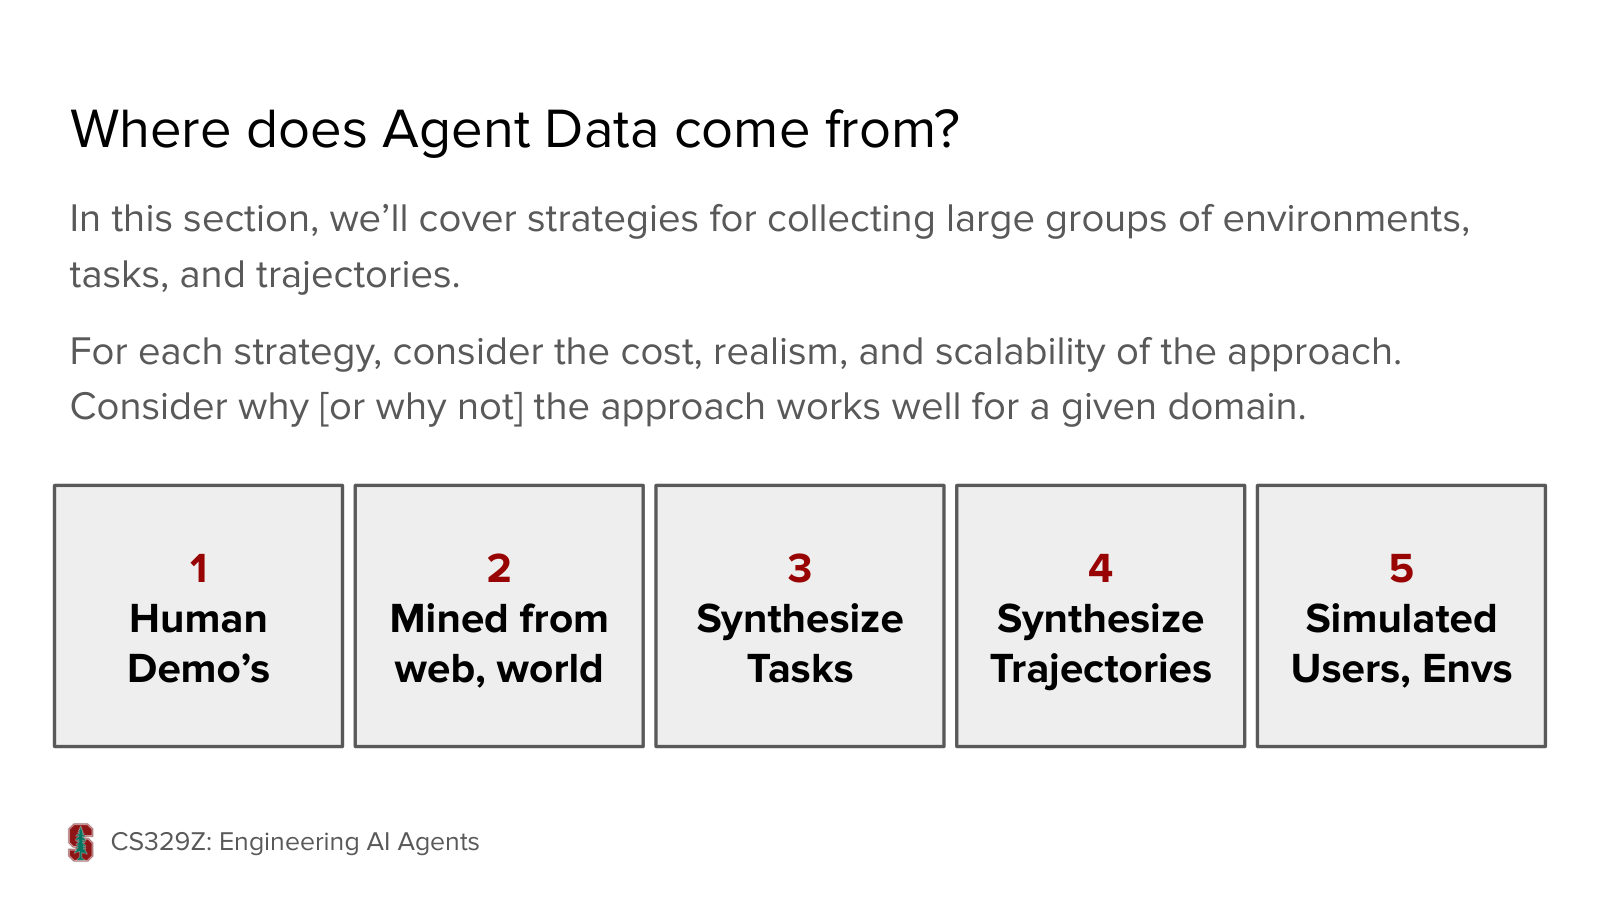 Where does Agent Data come from?
In this section, we’ll cover strategies for collecting large groups of environments,
tasks, and trajectories.
For each strategy, consider the cost, realism, and scalability of the approach.
Consider why [or why not] the approach works well for a given domain.
1
Human
Demo’s
2
Mined from
web, world
3
Synthesize
Tasks
4
Synthesize
Trajectories
5
Simulated
Users, Envs
CS329Z: Engineering AI Agents